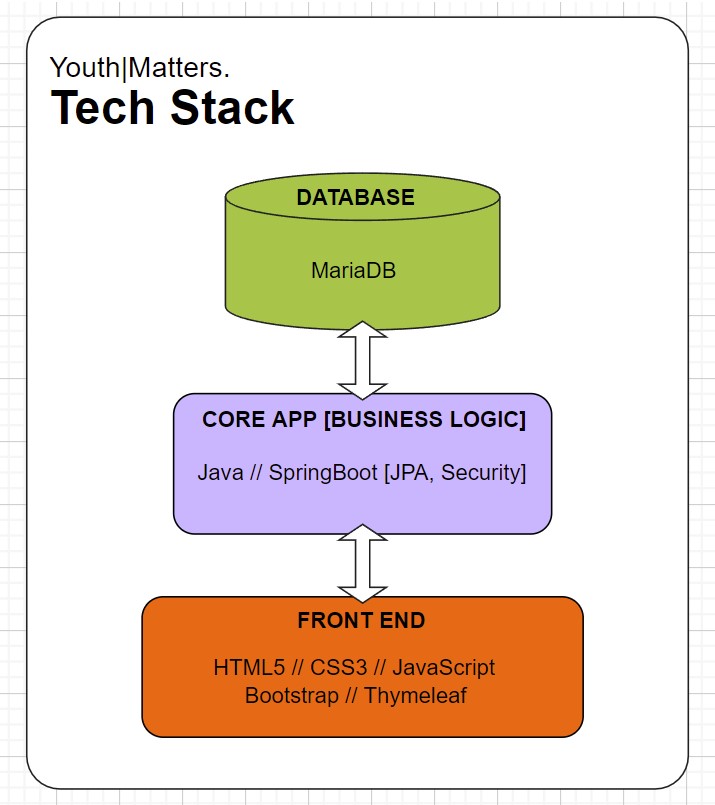 Youth|Matters.
Tech Stack
DATABASE
MariaDB
CORE APP [BUSINESS LOGIC]
Java // SpringBoot [JPA, Security]
FRONT END
HTML5 // CSS3 // JavaScript
Bootstrap // Thymeleaf